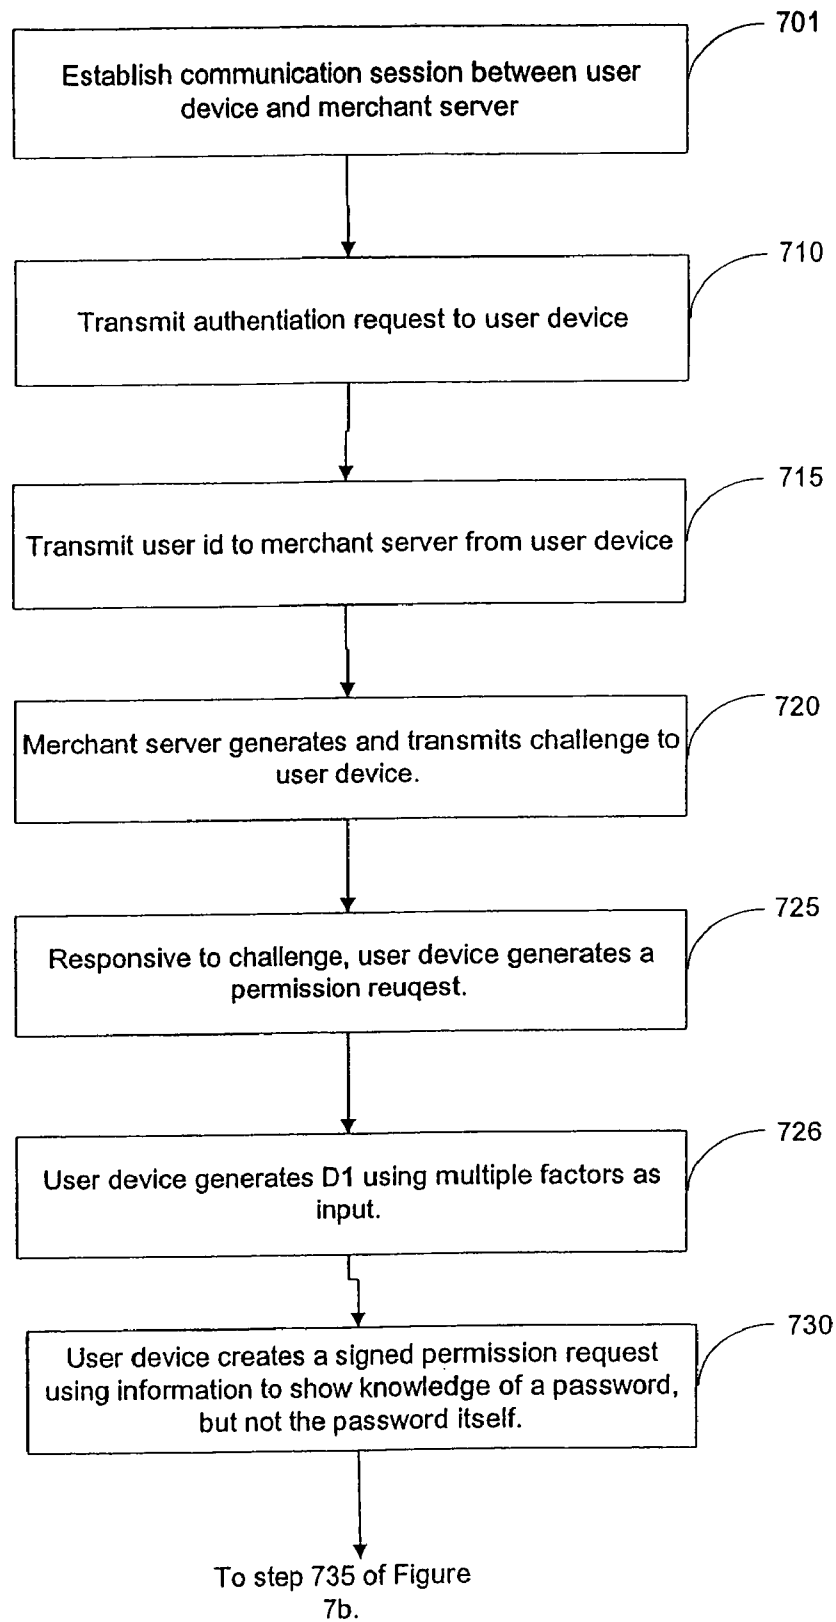 701
Establish communication session between user
device and merchant server
710
Transmit authentiation request to user device
715
Transmit user id to merchant server from user device
720
Merchant server generates and transmits challenge to
user device.
725
Responsive to challenge, user device generates a
permission reuqest.
726
User device generates D1 using multiple factors as
input.
730
User device creates a signed permission request
using information to show knowledge of a password,
but not the password itself.
To step 735 of Figure
7b.